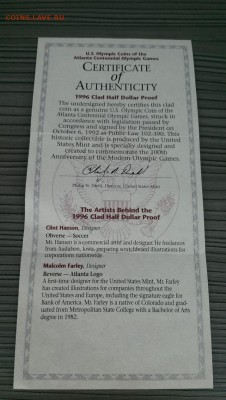 COINS.SU
U.S. Olympic Coins of the
Atlanta Centennial Olympic Games
CERTIFICATE
of
AUTHENTICITY
1996 Clad Half Dollar Proof
The undersigned hereby certifies this clad
coin as a genuine U.S. Olympic Coin of the
Atlanta Centennial Olympic Games, struck in
accordance with legislation passed by
Congress and signed by the President on
October 6, 1992 as Public Law 102-390. This
historic collectible is produced by the United
States Mint and is specially designed and
created to commemorate the 100th
Anniversary of the Modern Olympic Games.
Philip N. Diehl, Director, United States Mint
The Artists Behind the
1996 Clad Half Dollar Proof
Clint Hansen, Designer
Obverse — Soccer
Mr. Hansen is a commercial artist and designer. He freelances
from Audubon, Iowa, preparing scratchboard illustrations for
corporations nationwide.
Malcolm Farley, Designer
Reverse — Atlanta Logo
A first-time designer for the United States Mint, Mr. Farley
has created illustrations for companies throughout the
United States and Europe, including the signature eagle for
Bank of America. Mr. Farley is a native of Colorado and grad-
uated from Metropolitan State College with a Bachelor of Arts
degree in 1982.